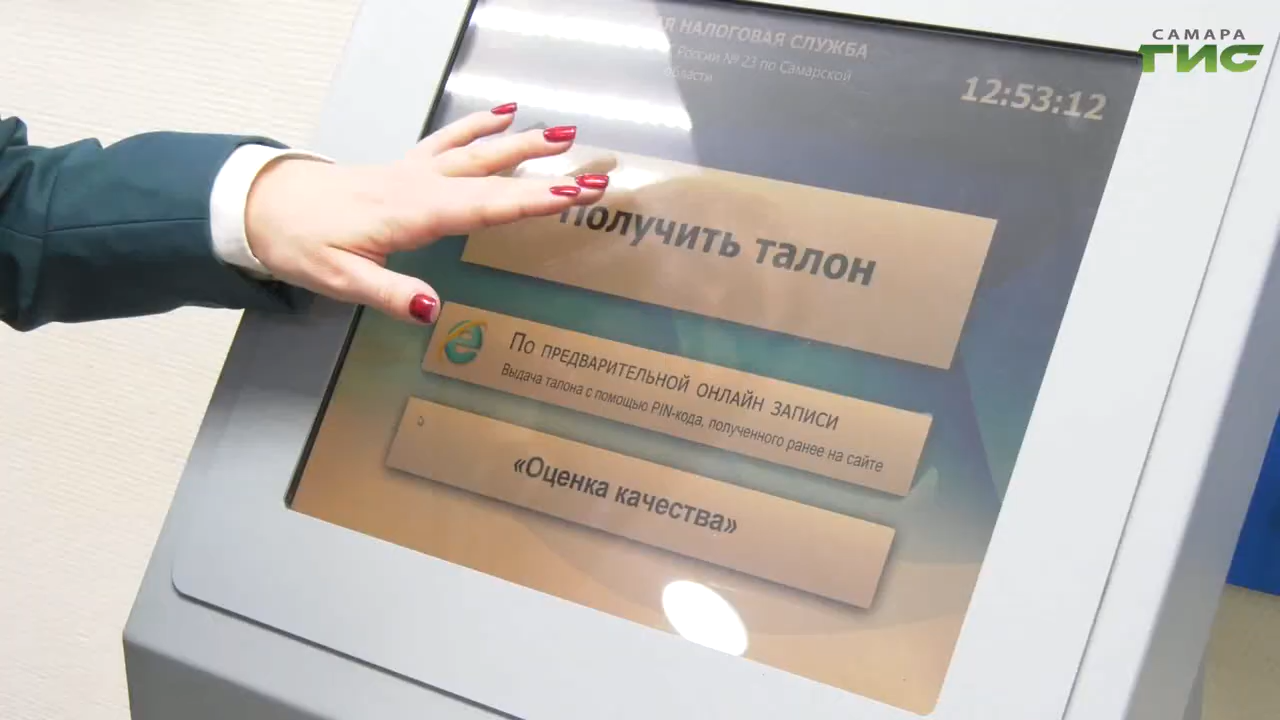 САМАРА
ГИС
НАЛОГОВАЯ СЛУЖБА
России № 23 по Самарской
области
12:53:12
Получить талон
По предварительной онлайн записи
Выдача талона с помощью PIN-кода, полученного ранее на сайте
«Оценка качества»